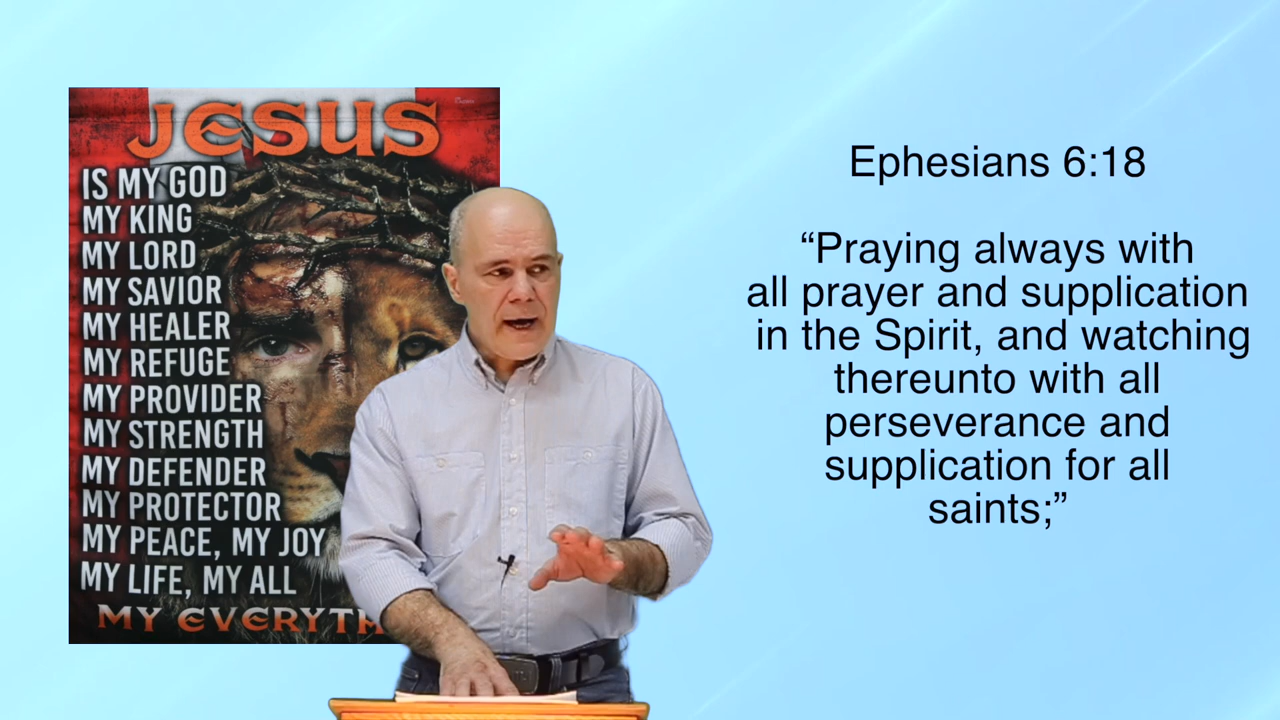 JESUS
IS MY GOD
MY KING
MY LORD
MY SAVIOR
MY HEALER
MY REFUGE
MY PROVIDER
MY STRENGTH
MY DEFENDER
MY PROTECTOR
MY PEACE, MY JOY
MY LIFE, MY ALL
MY EVERYTH
Ephesians 6:18
“Praying always with
all prayer and supplication
in the Spirit, and watching
thereunto with all
perseverance and
supplication for all
saints;”